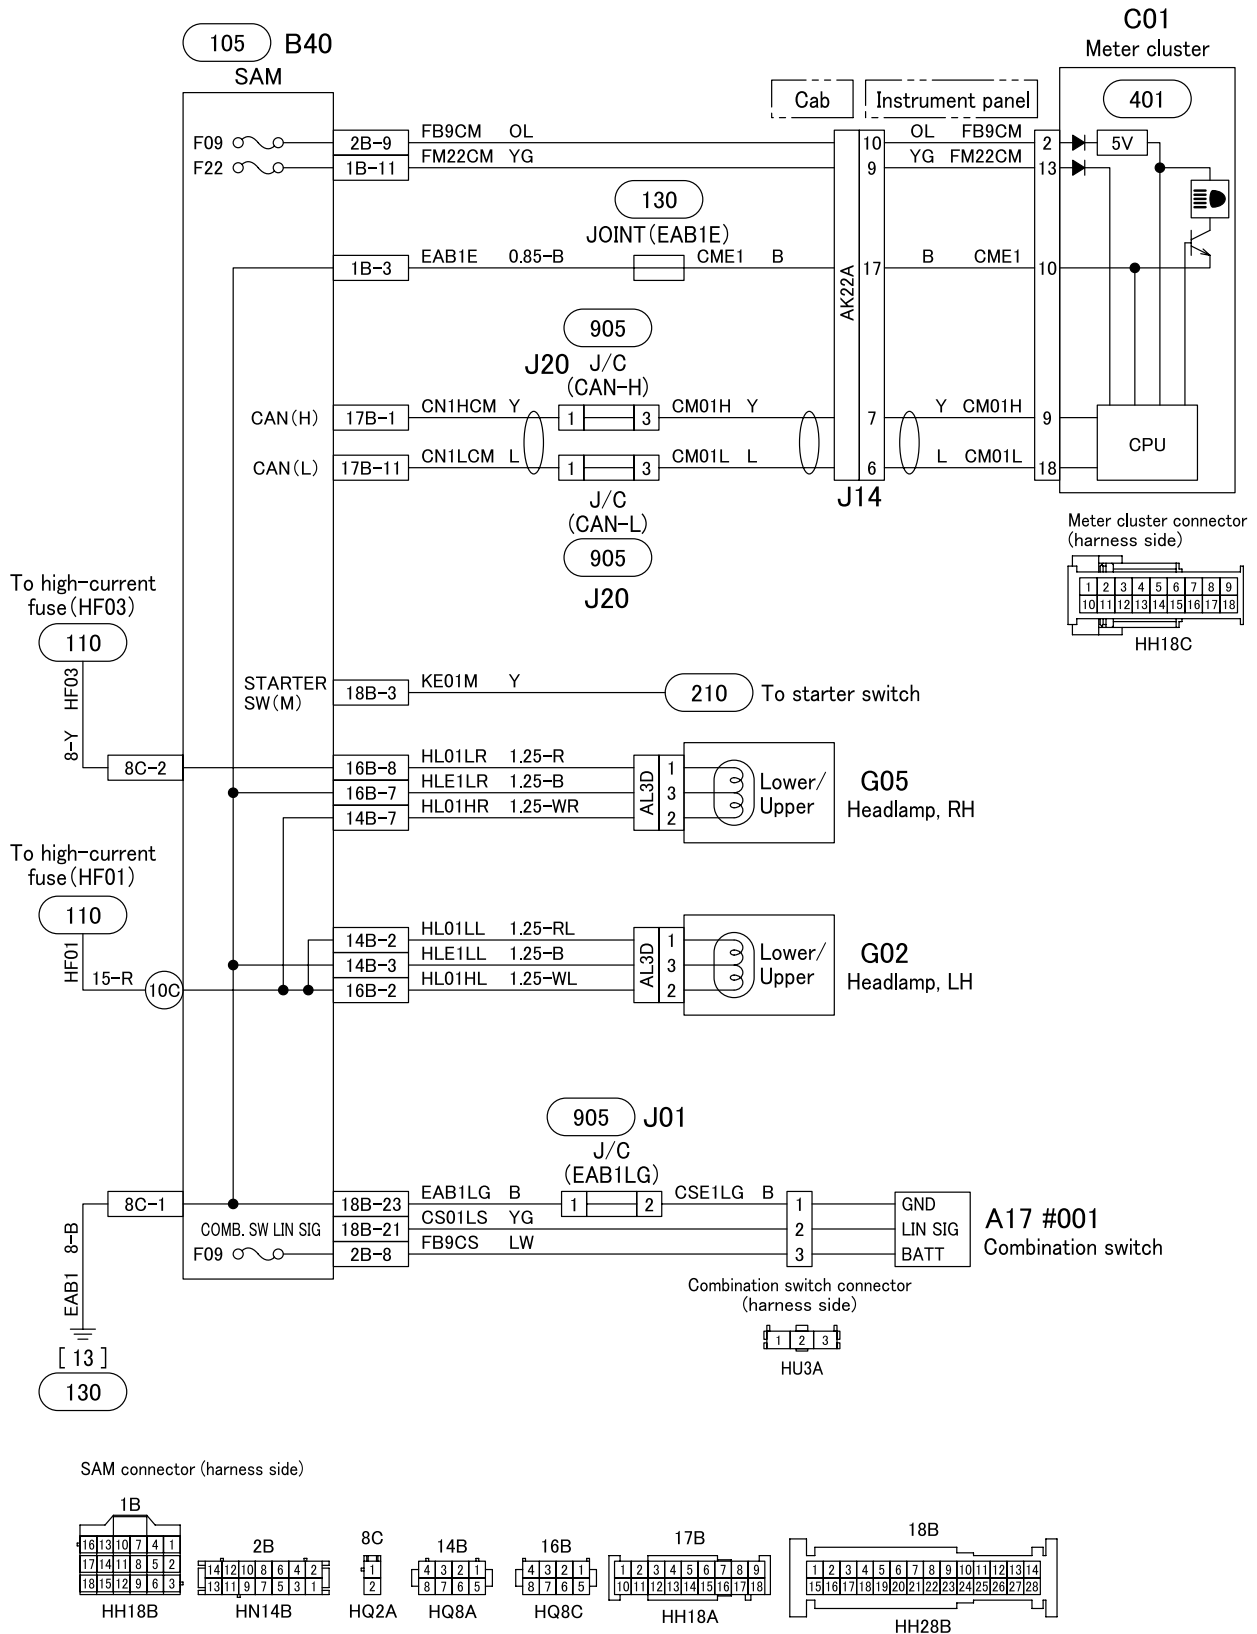 C01
Meter cluster
105 B40
SAM
Cab
Instrument panel
401
F09 2B-9 FB9CM OL 10 OL FB9CM 2 5V
F22 1B-11 FM22CM YG 9 YG FM22CM 13
130
JOINT(EAB1E)
1B-3 EAB1E 0.85-B CME1 B 17 B CME1 10
AK22A
905
J20 J/C
(CAN-H)
CAN(H) 17B-1 CN1HCM Y 1 3 CM01H Y 7 Y CM01H 9
CPU
CAN(L) 17B-11 CN1LCM L 1 3 CM01L L 6 L CM01L 18
J14
J/C
(CAN-L)
905
J20
Meter cluster connector
(harness side)
1 2 3 4 5 6 7 8 9
10 11 12 13 14 15 16 17 18
HH18C
To high-current
fuse(HF03)
110
HF03
8-Y
STARTER
SW(M)
18B-3 KE01M Y 210 To starter switch
8C-2 16B-8 HL01LR 1.25-R 1
16B-7 HLE1LR 1.25-B 3
14B-7 HL01HR 1.25-WR 2
AL3D
Lower/
Upper
G05
Headlamp, RH
To high-current
fuse(HF01)
110
HF01
15-R 10C
14B-2 HL01LL 1.25-RL 1
14B-3 HLE1LL 1.25-B 3
16B-2 HL01HL 1.25-WL 2
AL3D
Lower/
Upper
G02
Headlamp, LH
905 J01
J/C
(EAB1LG)
8C-1 18B-23 EAB1LG B 1 2 CSE1LG B 1 GND
COMB. SW LIN SIG 18B-21 CS01LS YG 2 LIN SIG
F09 2B-8 FB9CS LW 3 BATT
A17 #001
Combination switch
8-B
EAB1
[ 13 ]
130
Combination switch connector
(harness side)
1 2 3
HU3A
SAM connector (harness side)
1B
16 13 10 7 4 1
17 14 11 8 5 2
18 15 12 9 6 3
HH18B
2B
14 12 10 8 6 4 2
13 11 9 7 5 3 1
HN14B
8C
1
2
HQ2A
14B
4 3 2 1
8 7 6 5
HQ8A
16B
4 3 2 1
8 7 6 5
HQ8C
17B
1 2 3 4 5 6 7 8 9
10 11 12 13 14 15 16 17 18
HH18A
18B
1 2 3 4 5 6 7 8 9 10 11 12 13 14
15 16 17 18 19 20 21 22 23 24 25 26 27 28
HH28B